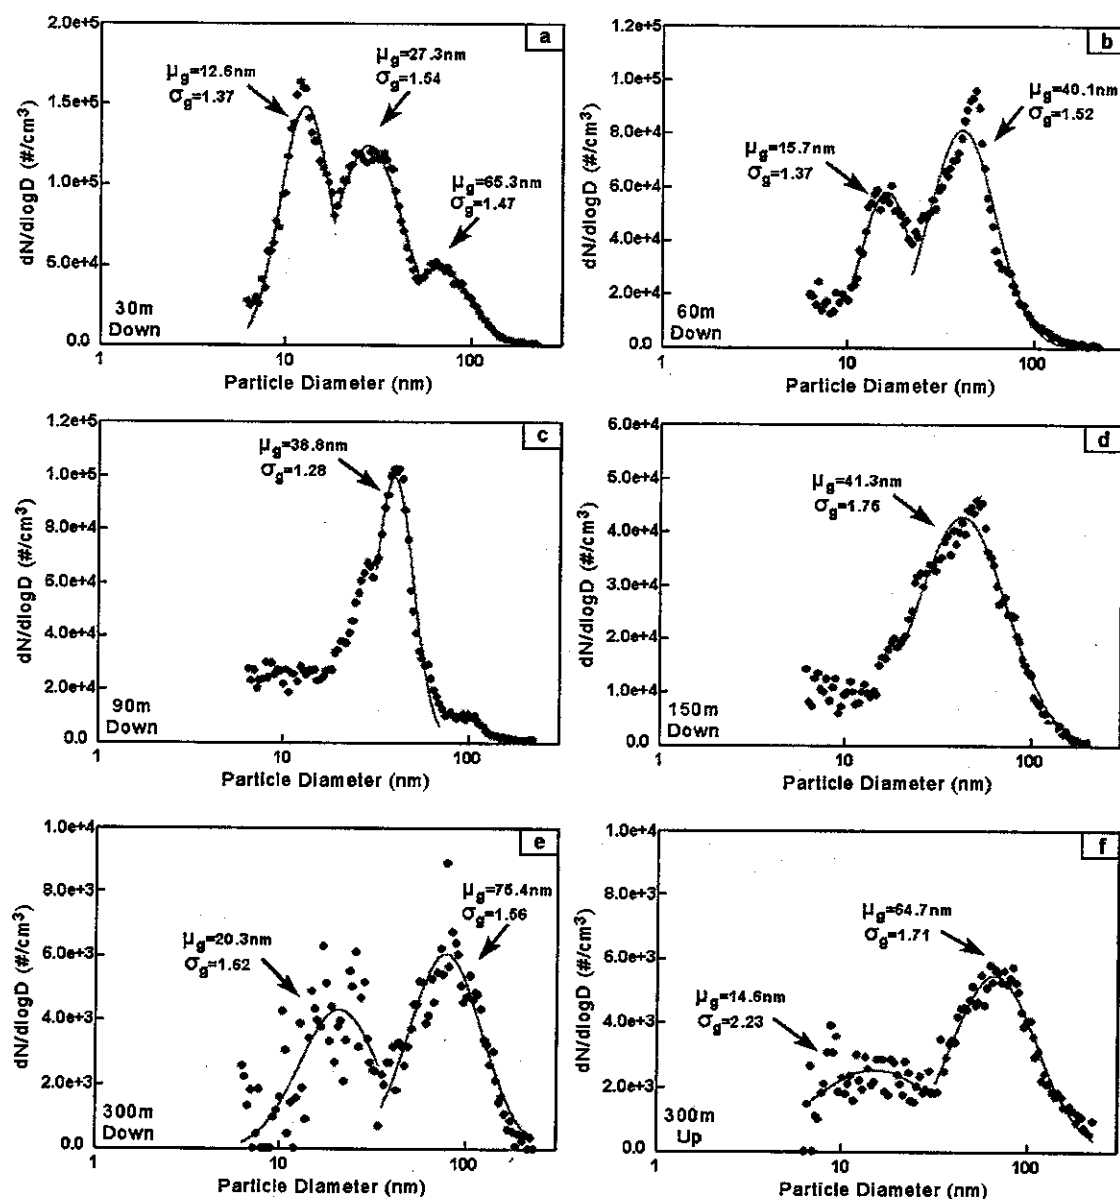 a
2.0e+5
1.5e+5
1.0e+5
5.0e+4
0.0
dN/dlogD (#/cm³)
μg=12.6nm
σg=1.37
μg=27.3nm
σg=1.54
μg=65.3nm
σg=1.47
30m
Down
1 10 100
Particle Diameter (nm)
b
1.2e+5
1.0e+5
8.0e+4
6.0e+4
4.0e+4
2.0e+4
0.0
dN/dlogD (#/cm³)
μg=15.7nm
σg=1.37
μg=40.1nm
σg=1.52
60m
Down
1 10 100
Particle Diameter (nm)
c
1.2e+5
1.0e+5
8.0e+4
6.0e+4
4.0e+4
2.0e+4
0.0
dN/dlogD (#/cm³)
μg=38.8nm
σg=1.28
90m
Down
1 10 100
Particle Diameter (nm)
d
6.0e+4
5.0e+4
4.0e+4
3.0e+4
2.0e+4
1.0e+4
0.0
dN/dlogD (#/cm³)
μg=41.3nm
σg=1.75
150m
Down
1 10 100
Particle Diameter (nm)
e
1.0e+4
8.0e+3
6.0e+3
4.0e+3
2.0e+3
0.0
dN/dlogD (#/cm³)
μg=20.3nm
σg=1.62
μg=75.4nm
σg=1.56
300m
Down
1 10 100
Particle Diameter (nm)
f
1.0e+4
8.0e+3
6.0e+3
4.0e+3
2.0e+3
0.0
dN/dlogD (#/cm³)
μg=14.6nm
σg=2.23
μg=64.7nm
σg=1.71
300m
Up
1 10 100
Particle Diameter (nm)